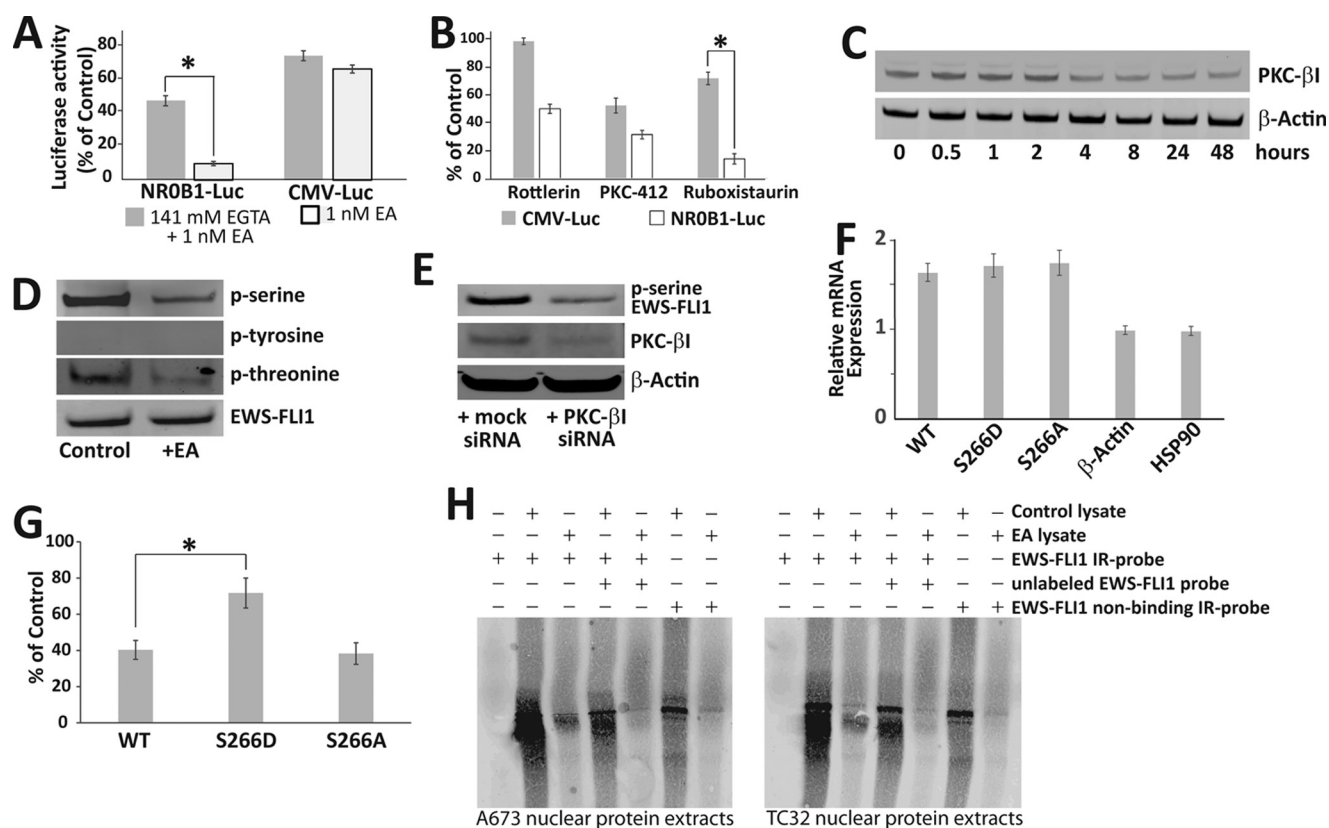 A
Luciferase activity
(% of Control)
80
60
40
20
0
*
NR0B1-Luc
CMV-Luc
141 mM EGTA
+ 1 nM EA
1 nM EA
B
% of Control
100
80
60
40
20
0
*
Rottlerin
PKC-412
Ruboxistaurin
CMV-Luc
NR0B1-Luc
C
PKC-βI
β-Actin
0 0.5 1 2 4 8 24 48 hours
D
p-serine
p-tyrosine
p-threonine
EWS-FLI1
Control +EA
E
p-serine
EWS-FLI1
PKC-βI
β-Actin
+ mock
siRNA
+ PKC-βI
siRNA
F
Relative mRNA
Expression
2
1
0
WT
S266D
S266A
β-Actin
HSP90
G
% of Control
100
80
60
40
20
0
*
WT
S266D
S266A
H
− + − + − + − − + − + − + − Control lysate
− − + − + − + − − + − + − + EA lysate
+ + + + + − − + + + + + − − EWS-FLI1 IR-probe
− − − + + − − − − − + + − − unlabeled EWS-FLI1 probe
− − − − − + + − − − − − + + EWS-FLI1 non-binding IR-probe
A673 nuclear protein extracts
TC32 nuclear protein extracts